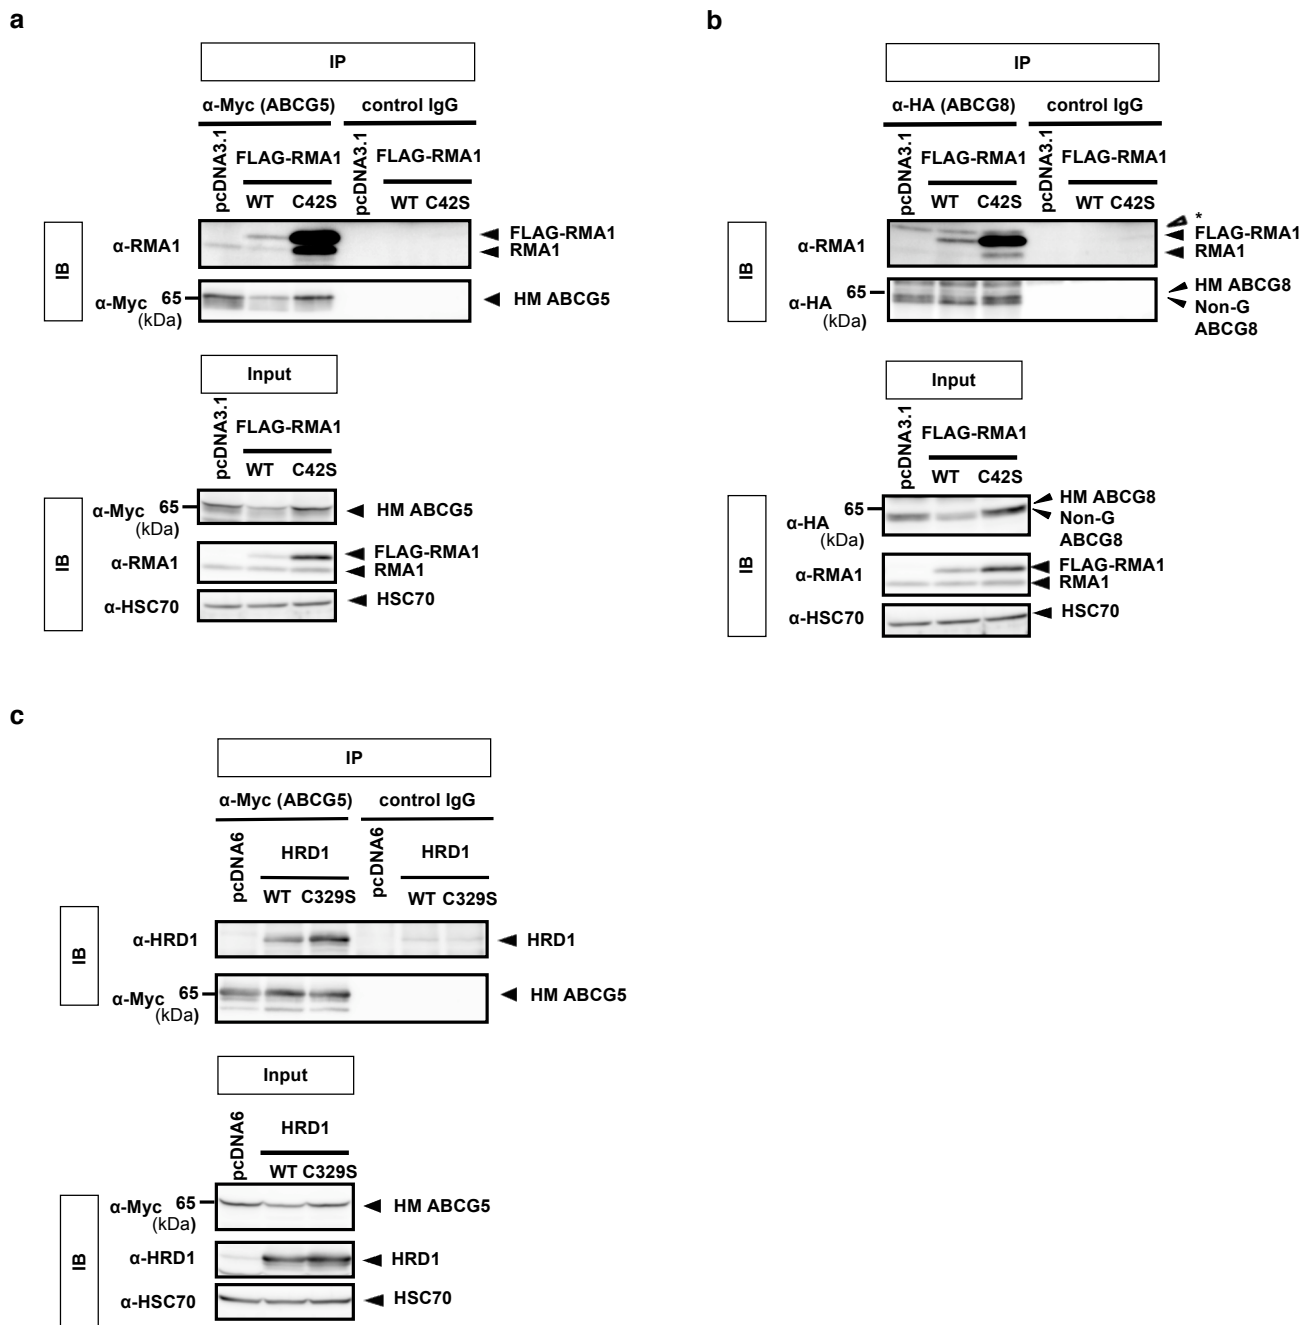 a
IP
α-Myc (ABCG5) control IgG
pcDNA3.1
FLAG-RMA1
WT C42S
pcDNA3.1
FLAG-RMA1
WT C42S
IB
α-RMA1
FLAG-RMA1
RMA1
α-Myc 65
(kDa)
HM ABCG5
Input
pcDNA3.1
FLAG-RMA1
WT C42S
IB
α-Myc 65
(kDa)
HM ABCG5
α-RMA1
FLAG-RMA1
RMA1
α-HSC70
HSC70
b
IP
α-HA (ABCG8) control IgG
pcDNA3.1
FLAG-RMA1
WT C42S
pcDNA3.1
FLAG-RMA1
WT C42S
IB
α-RMA1
*
FLAG-RMA1
RMA1
α-HA 65
(kDa)
HM ABCG8
Non-G
ABCG8
Input
pcDNA3.1
FLAG-RMA1
WT C42S
IB
α-HA 65
(kDa)
HM ABCG8
Non-G
ABCG8
α-RMA1
FLAG-RMA1
RMA1
α-HSC70
HSC70
c
IP
α-Myc (ABCG5) control IgG
pcDNA6
HRD1
WT C329S
pcDNA6
HRD1
WT C329S
IB
α-HRD1
HRD1
α-Myc 65
(kDa)
HM ABCG5
Input
pcDNA6
HRD1
WT C329S
IB
α-Myc 65
(kDa)
HM ABCG5
α-HRD1
HRD1
α-HSC70
HSC70